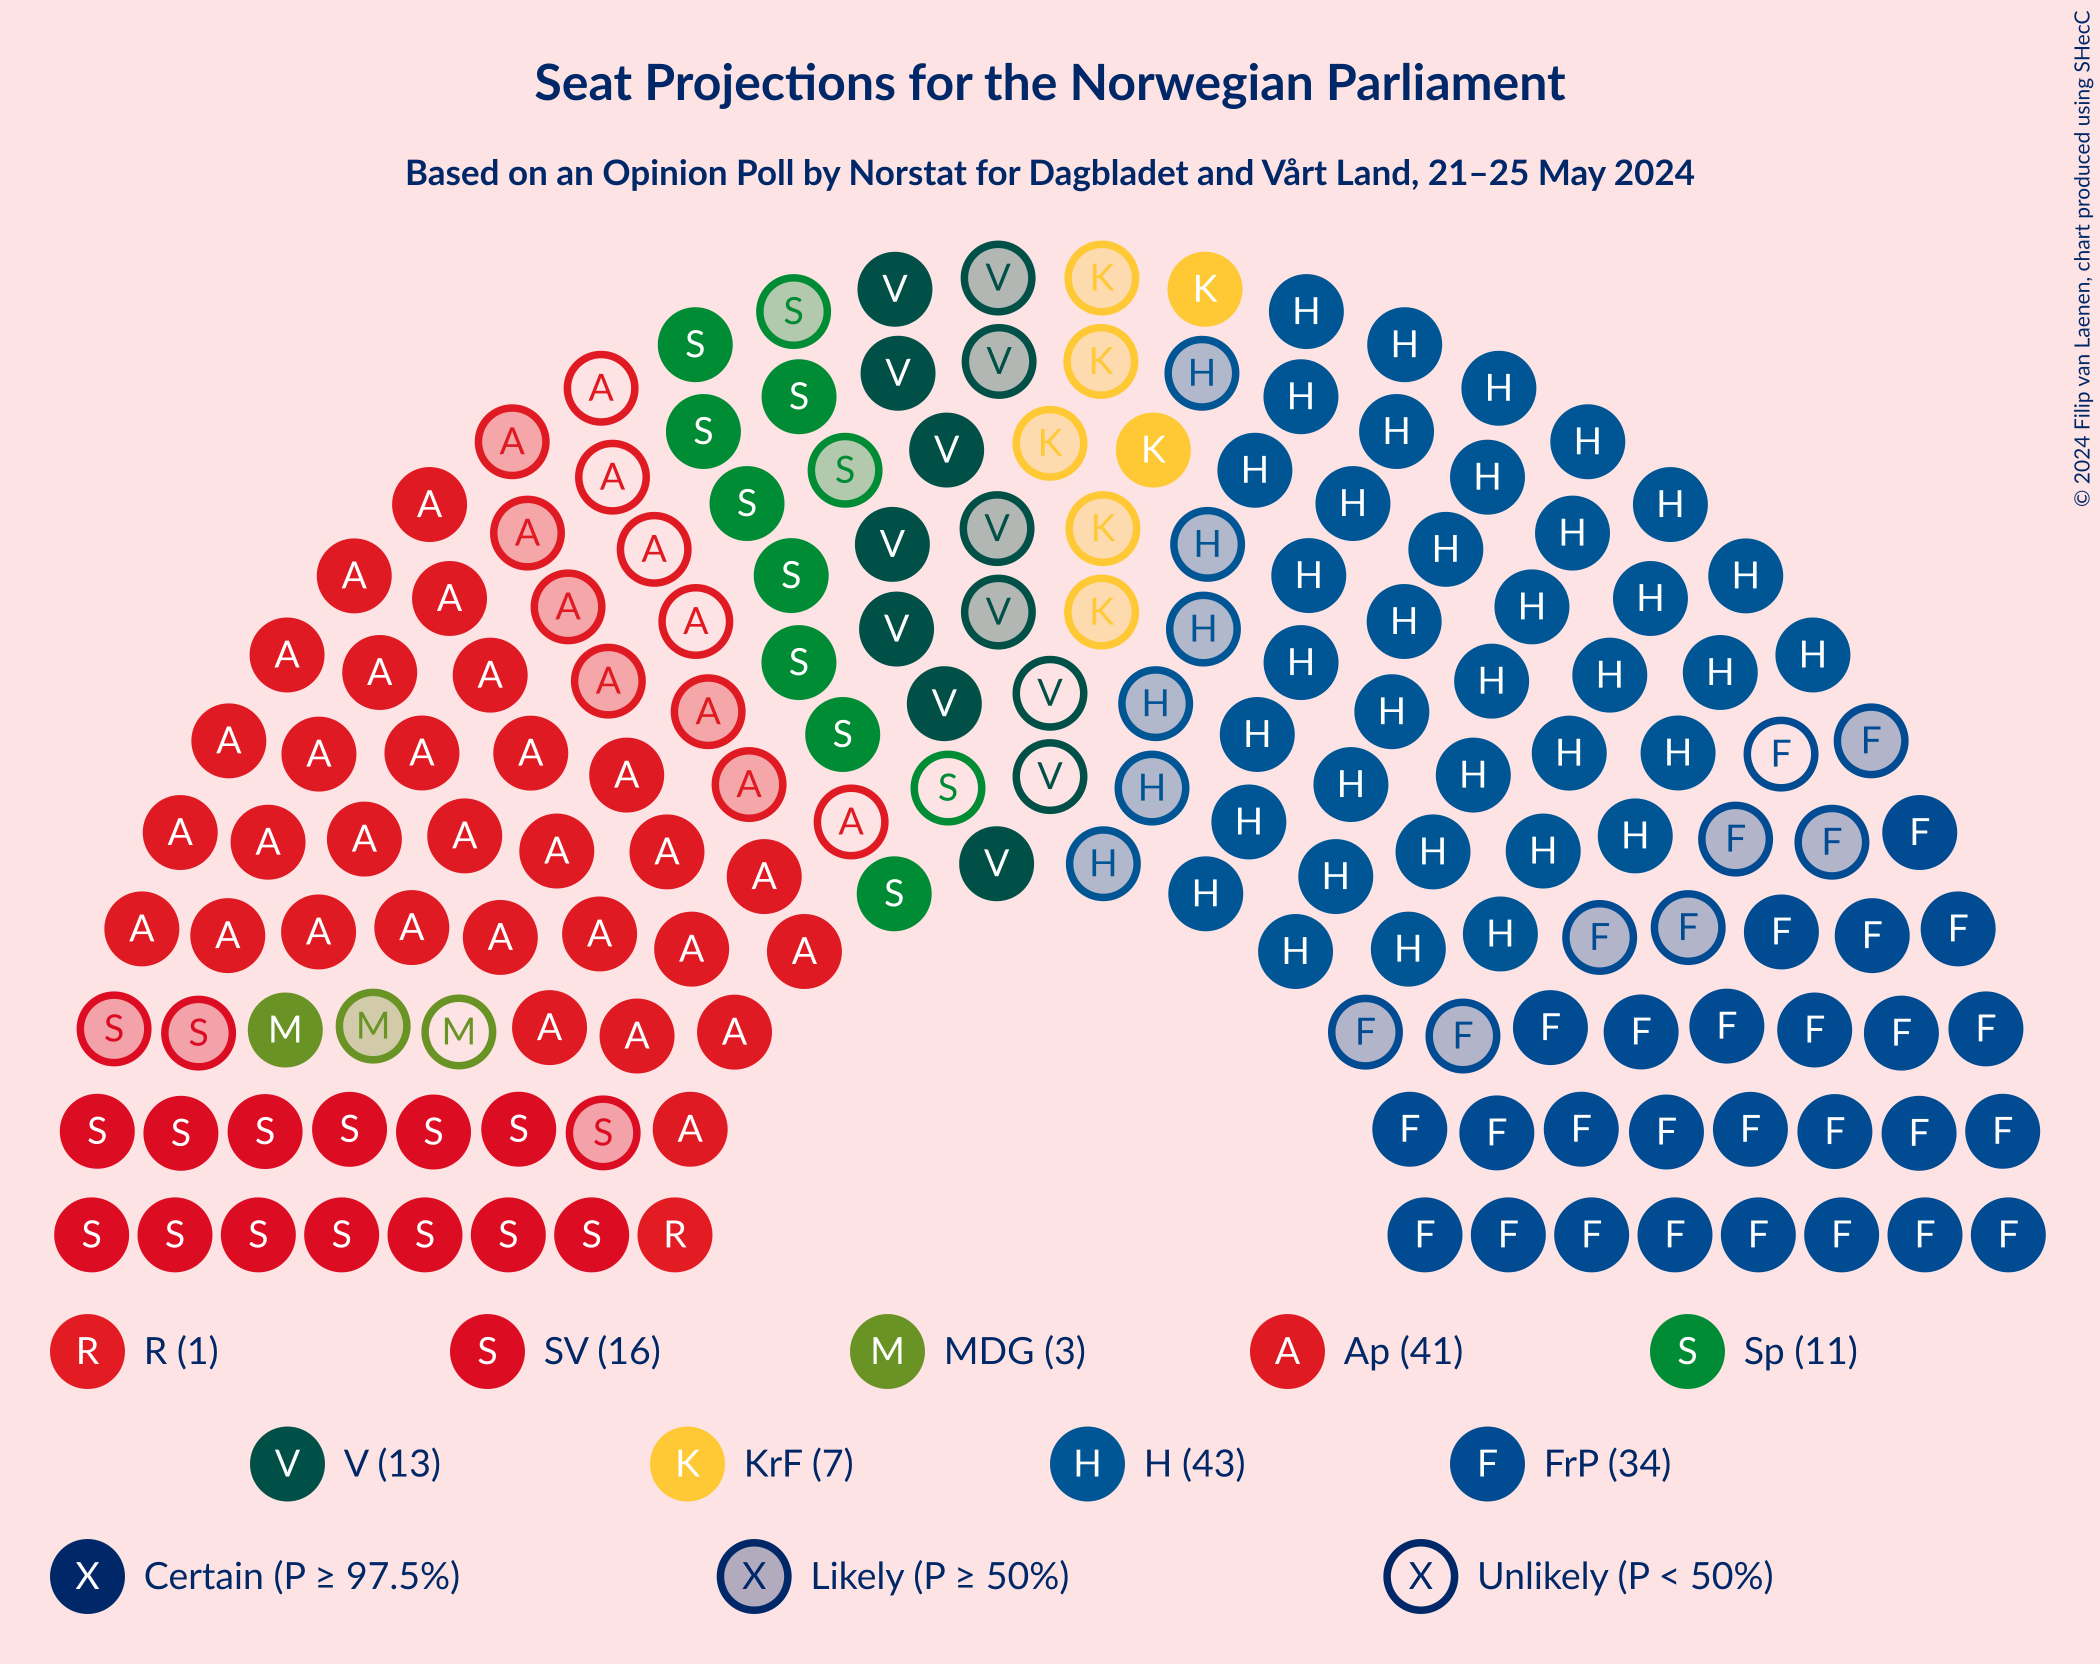 © 2024 Filip van Laenen, chart produced using SHecC
Seat Projections for the Norwegian Parliament
Based on an Opinion Poll by Norstat for Dagbladet and Vårt Land, 21–25 May 2024
V V K K
S H
S H
V V K H
A S H H
A S V K K H H
A S H H
A S H H
A A V V K H H H
A S H H
A A A V V K H H H H
A A A A S H H H H H
A V V H H
A A A A S H H H F F
A A S V H H H
A A A A A H H F F F
A A A V H H H H
S H
A A A A A A A A H H H F F F F F
S S M M M A A A F F F F F F F F
S S S S S S S A F F F F F F F F
S S S S S S S R F F F F F F F F
R R (1) S SV (16) M MDG (3) A Ap (41) S Sp (11)
V V (13) K KrF (7) H H (43) F FrP (34)
X Certain (P ≥ 97.5%) X Likely (P ≥ 50%) X Unlikely (P < 50%)